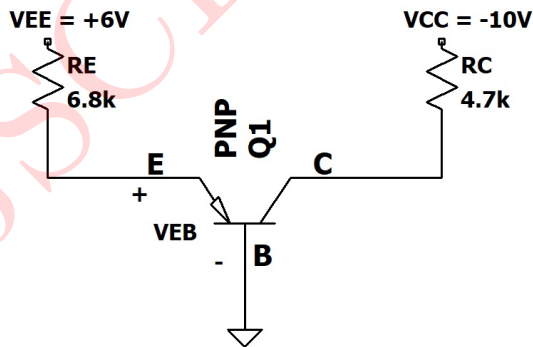 VEE = +6V
VCC = -10V
RE
6.8k
RC
4.7k
PNP
Q1
E
C
+
VEB
-
B